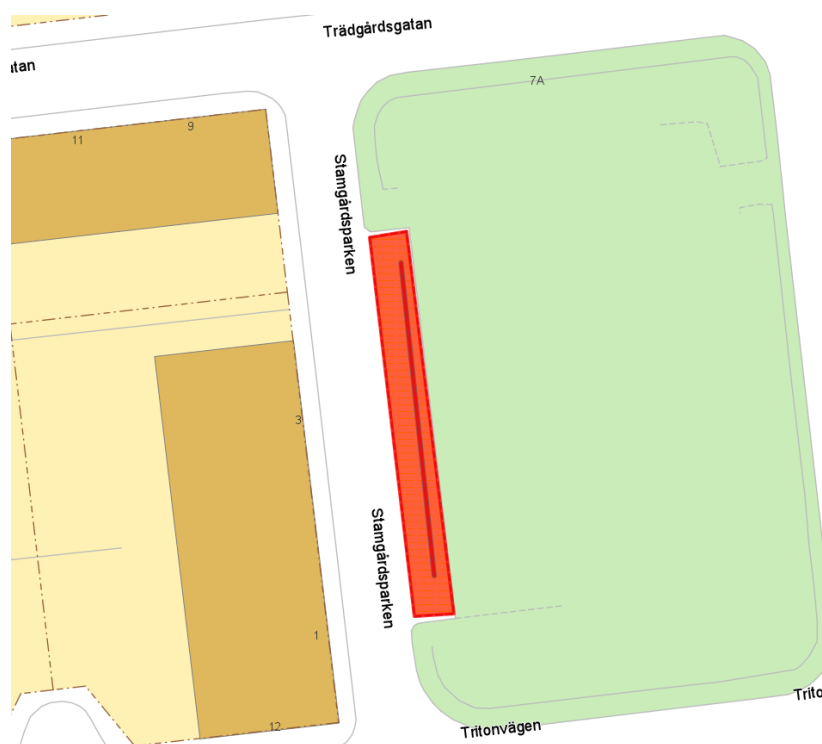 Trädgårdsgatan
atan
7A
9
11
Stamgårdsparken
3
Stamgårdsparken
1
Trito
12
Tritonvägen